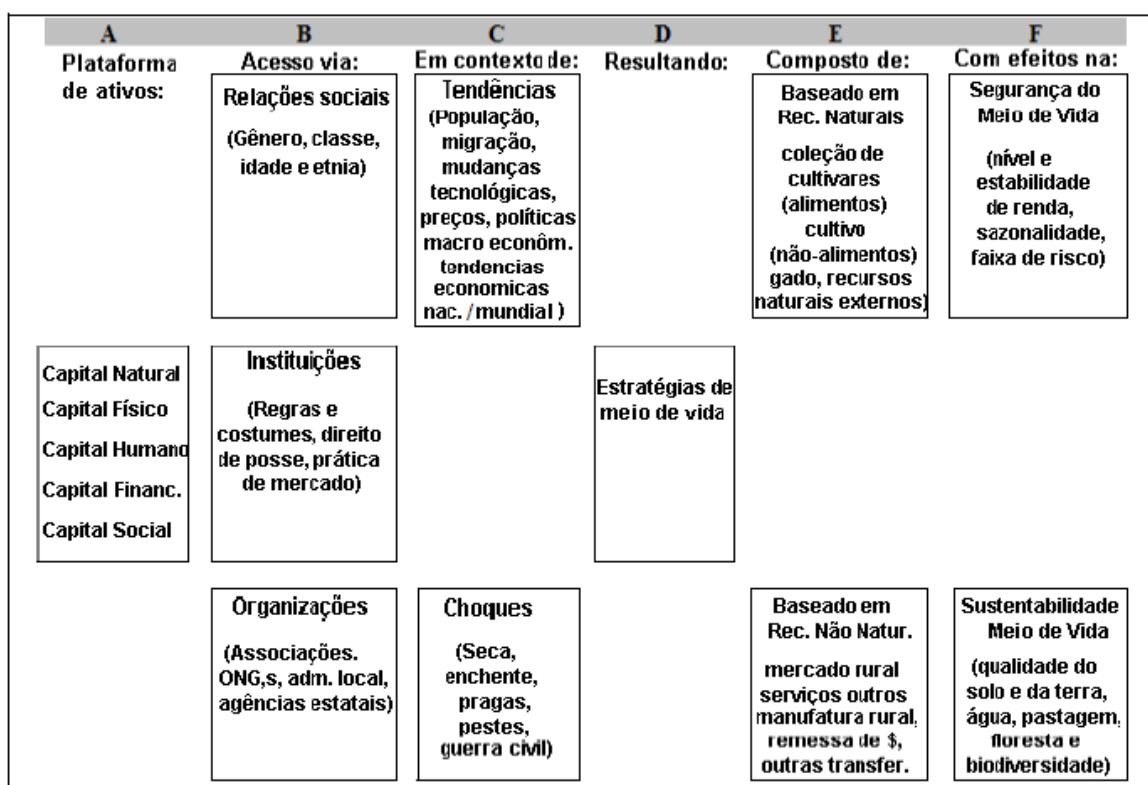 A
B
C
D
E
F
Plataforma
de ativos:
Acesso via:
Em contexto de:
Resultando:
Composto de:
Com efeitos na:
Relações sociais
(Gênero, classe,
idade e etnia)
Tendências
(População,
migração,
mudanças
tecnológicas,
preços, políticas
macro econôm.
tendencias
economicas
nac. / mundial )
Baseado em
Rec. Naturais
coleção de
cultivares
(alimentos)
cultivo
(não-alimentos)
gado, recursos
naturais externos)
Segurança do
Meio de Vida
(nível e
estabilidade
de renda,
sazonalidade,
faixa de risco)
Capital Natural
Capital Físico
Capital Humano
Capital Financ.
Capital Social
Instituições
(Regras e
costumes, direito
de posse, prática
de mercado)
Estratégias de
meio de vida
Organizações
(Associações.
ONG,s, adm. local,
agências estatais)
Choques
(Seca,
enchente,
pragas,
pestes,
guerra civil)
Baseado em
Rec. Não Natur.
mercado rural
serviços outros
manufatura rural,
remessa de $,
outras transfer.
Sustentabilidade
Meio de Vida
(qualidade do
solo e da terra,
água, pastagem,
floresta e
biodiversidade)